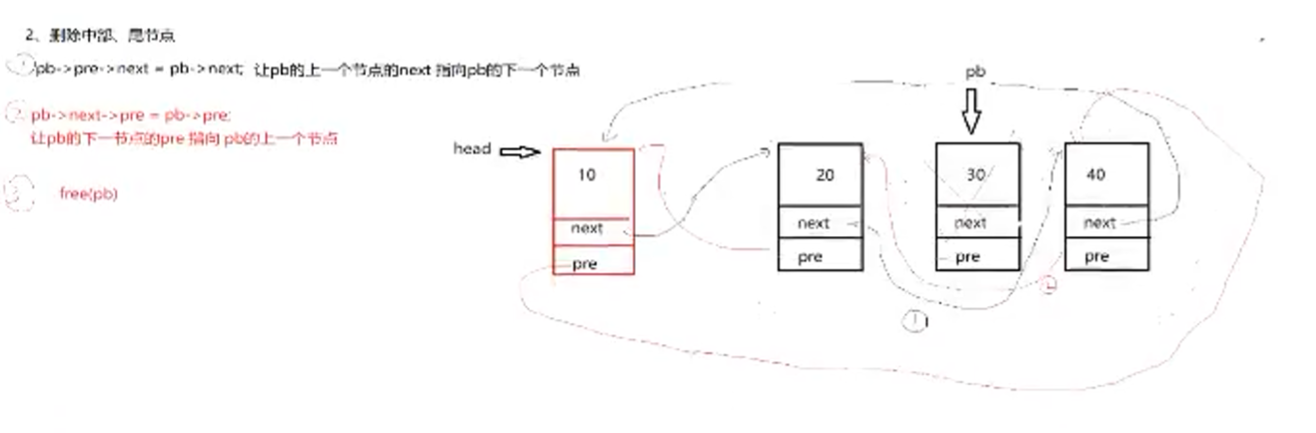 2、删除中部、尾节点
① pb->pre->next = pb->next; 让pb的上一个节点的next 指向pb的下一个节点
② pb->next->pre = pb->pre;
让pb的下一节点的pre 指向 pb的上一个节点
③ free(pb)
pb
head
10
next
pre
20
next
pre
30
next
pre
40
next
pre
①
②